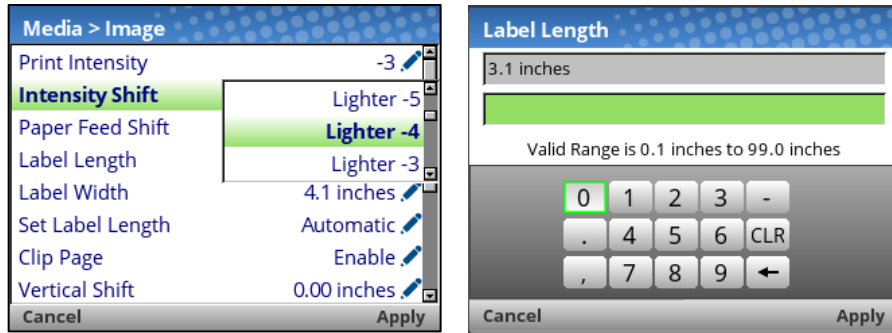 Media > Image
Print Intensity -3
Intensity Shift Lighter -5
Paper Feed Shift Lighter -4
Label Length Lighter -3
Label Width 4.1 inches
Set Label Length Automatic
Clip Page Enable
Vertical Shift 0.00 inches
Cancel Apply
Label Length
3.1 inches
Valid Range is 0.1 inches to 99.0 inches
0 1 2 3 -
. 4 5 6 CLR
, 7 8 9 ←
Cancel Apply